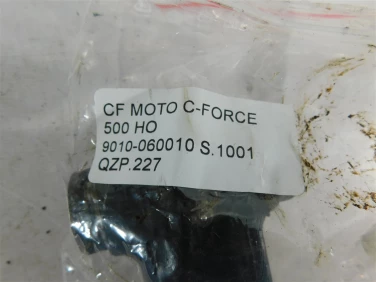 CF MOTO C-FORCE
500 HO
9010-060010 S.1001
QZP.227